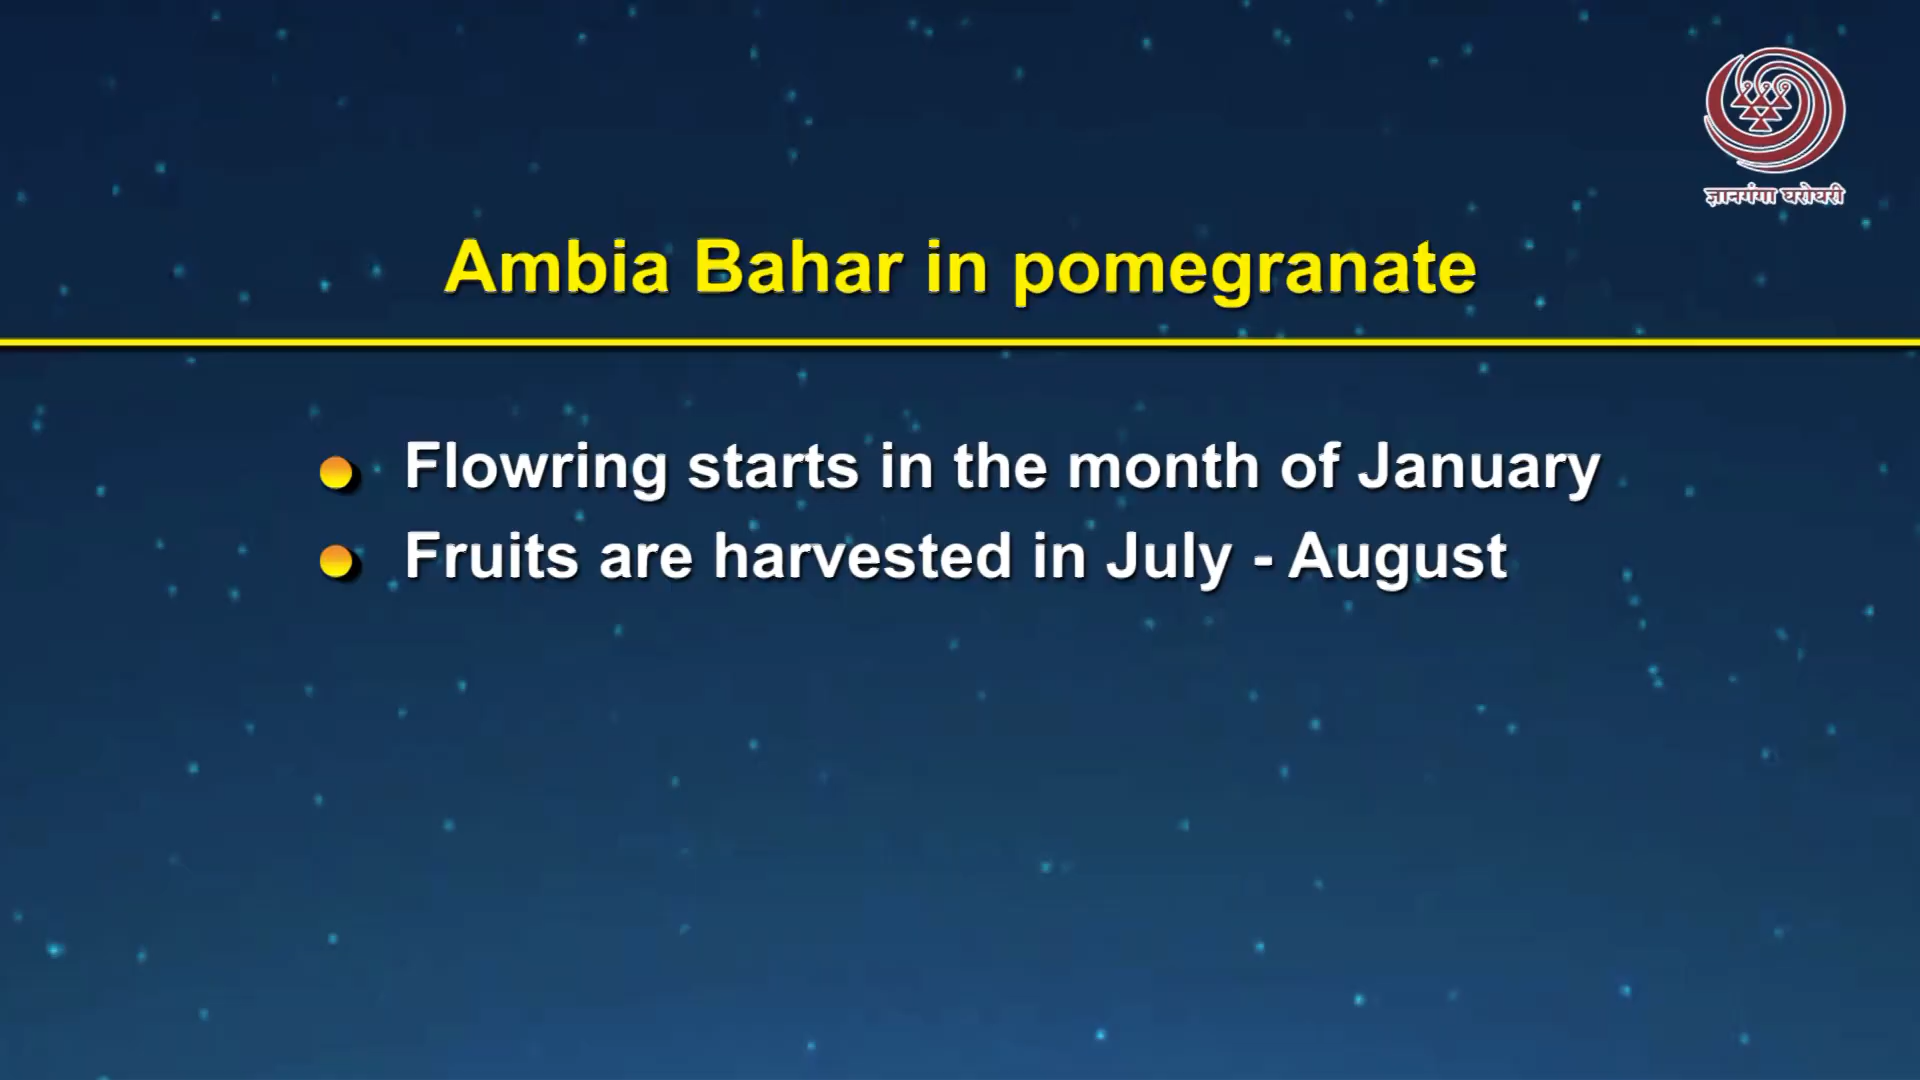 ज्ञानगंगा घरोघरी
Ambia Bahar in pomegranate
Flowring starts in the month of January
Fruits are harvested in July - August